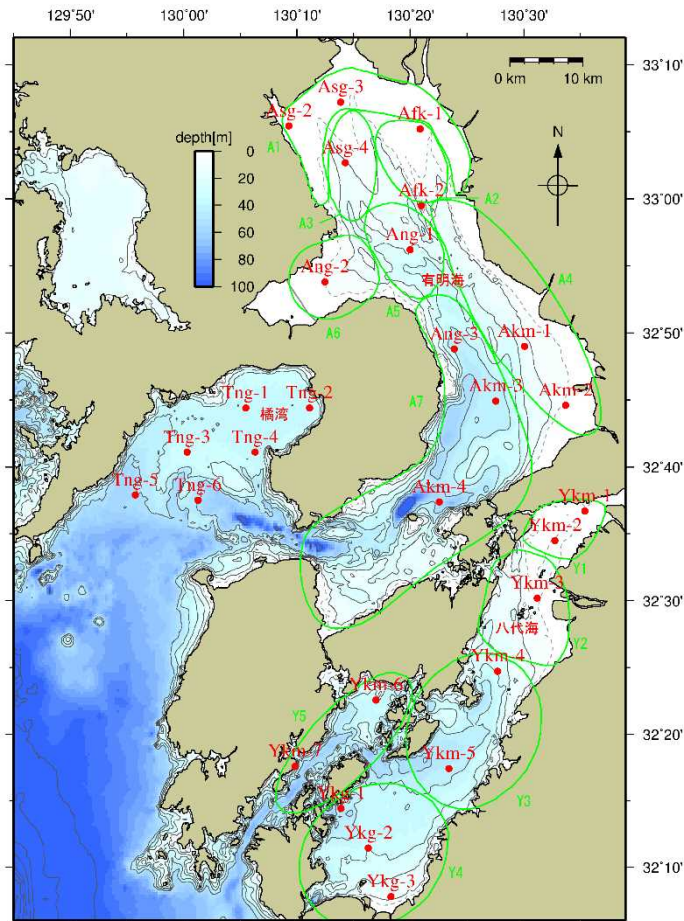 129˚50' 130˚00' 130˚10' 130˚20' 130˚30'
33˚10'
33˚00'
32˚50'
32˚40'
32˚30'
32˚20'
32˚10'
0 km 10 km
N
depth[m]
0
20
40
60
80
100
Asg-3
Asg-2
Afk-1
Asg-4
Afk-2
Ang-1
有明海
Ang-2
Ang-3
Akm-1
Akm-3
Akm-2
Akm-4
Tng-1
Tng-2
橘湾
Tng-3
Tng-4
Tng-5
Tng-6
Ykm-1
Ykm-2
Ykm-3
八代海
Ykm-4
Ykm-6
Ykm-7
Ykm-5
Ykg-1
Ykg-2
Ykg-3
A1
A2
A3
A4
A5
A6
A7
Y1
Y2
Y3
Y4
Y5